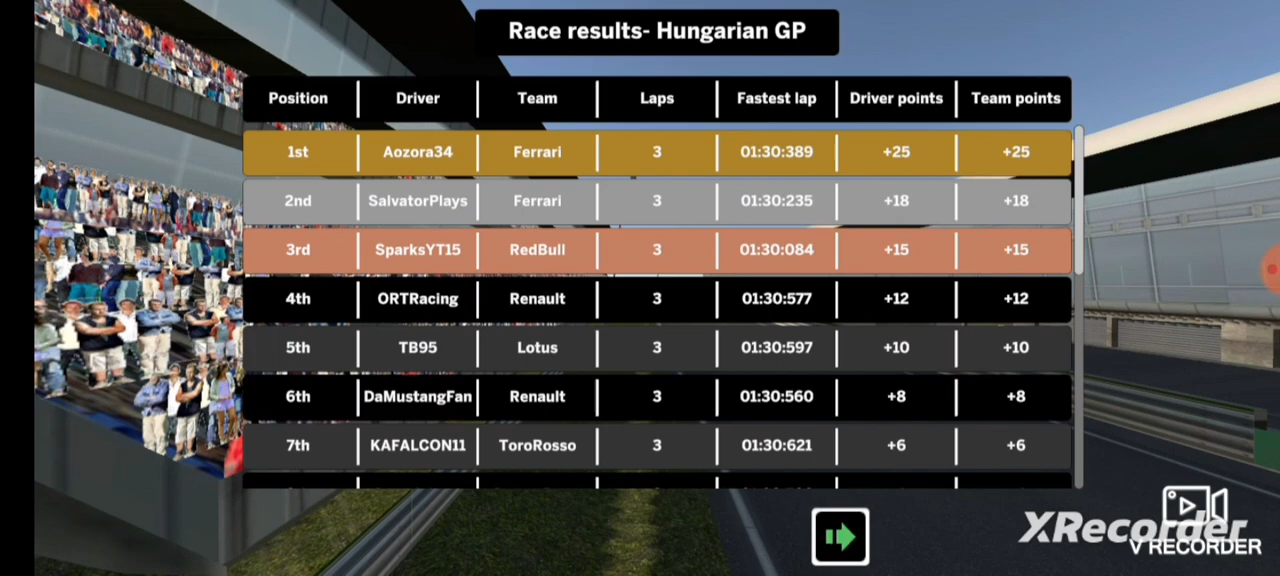 Race results- Hungarian GP
Position Driver Team Laps Fastest lap Driver points Team points
1st Aozora34 Ferrari 3 01:30:389 +25 +25
2nd SalvatorPlays Ferrari 3 01:30:235 +18 +18
3rd SparksYT15 RedBull 3 01:30:084 +15 +15
4th ORTRacing Renault 3 01:30:577 +12 +12
5th TB95 Lotus 3 01:30:597 +10 +10
6th DaMustangFan Renault 3 01:30:560 +8 +8
7th KAFALCON11 ToroRosso 3 01:30:621 +6 +6
XRecorder
V RECORDER